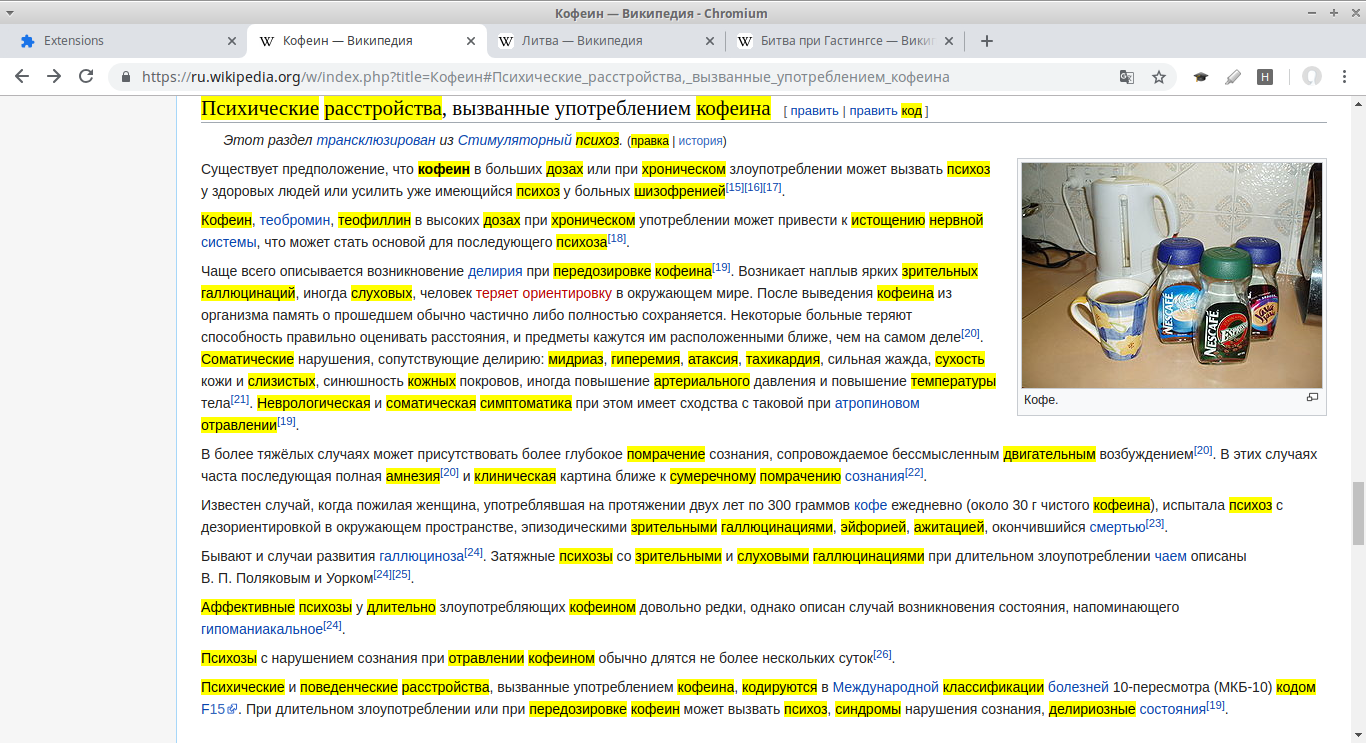 Кофеин — Википедия - Chromium
Extensions
Кофеин — Википедия
Литва — Википедия
Битва при Гастингсе — Вики
https://ru.wikipedia.org/w/index.php?title=Кофеин#Психические_расстройства,_вызванные_употреблением_кофеина
Психические расстройства, вызванные употреблением кофеина [ править | править код ]
Этот раздел трансклюзирован из Стимуляторный психоз. (правка | история)
Существует предположение, что кофеин в больших дозах или при хроническом злоупотреблении может вызвать психоз
у здоровых людей или усилить уже имеющийся психоз у больных шизофренией[15][16][17].
Кофеин, теобромин, теофиллин в высоких дозах при хроническом употреблении может привести к истощению нервной
системы, что может стать основой для последующего психоза[18].
Чаще всего описывается возникновение делирия при передозировке кофеина[19]. Возникает наплыв ярких зрительных
галлюцинаций, иногда слуховых, человек теряет ориентировку в окружающем мире. После выведения кофеина из
организма память о прошедшем обычно частично либо полностью сохраняется. Некоторые больные теряют
способность правильно оценивать расстояния, и предметы кажутся им расположенными ближе, чем на самом деле[20].
Соматические нарушения, сопутствующие делирию: мидриаз, гиперемия, атаксия, тахикардия, сильная жажда, сухость
кожи и слизистых, синюшность кожных покровов, иногда повышение артериального давления и повышение температуры
тела[21]. Неврологическая и соматическая симптоматика при этом имеет сходства с таковой при атропиновом
отравлении[19].
NESCAFÉ
NESCAFÉ
Кофе.
В более тяжёлых случаях может присутствовать более глубокое помрачение сознания, сопровождаемое бессмысленным двигательным возбуждением[20]. В этих случаях
часта последующая полная амнезия[20] и клиническая картина ближе к сумеречному помрачению сознания[22].
Известен случай, когда пожилая женщина, употреблявшая на протяжении двух лет по 300 граммов кофе ежедневно (около 30 г чистого кофеина), испытала психоз с
дезориентировкой в окружающем пространстве, эпизодическими зрительными галлюцинациями, эйфорией, ажитацией, окончившийся смертью[23].
Бывают и случаи развития галлюциноза[24]. Затяжные психозы со зрительными и слуховыми галлюцинациями при длительном злоупотреблении чаем описаны
В. П. Поляковым и Уорком[24][25].
Аффективные психозы у длительно злоупотребляющих кофеином довольно редки, однако описан случай возникновения состояния, напоминающего
гипоманиакальное[24].
Психозы с нарушением сознания при отравлении кофеином обычно длятся не более нескольких суток[26].
Психические и поведенческие расстройства, вызванные употреблением кофеина, кодируются в Международной классификации болезней 10-пересмотра (МКБ-10) кодом
F15. При длительном злоупотреблении или при передозировке кофеин может вызвать психоз, синдромы нарушения сознания, делириозные состояния[19].